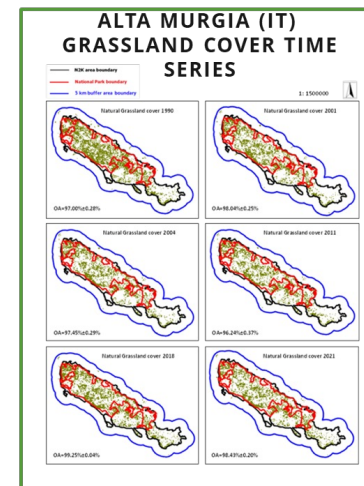 ALTA MURGIA (IT)
GRASSLAND COVER TIME
SERIES
N2K area boundary
National Park boundary
5 km buffer area boundary
1: 1500000
Natural Grassland cover 1990
OA=97.00%±0.28%
Natural Grassland cover 2001
OA=98.04%±0.25%
Natural Grassland cover 2004
OA=97.45%±0.29%
Natural Grassland cover 2011
OA=96.24%±0.37%
Natural Grassland cover 2018
OA=99.25%±0.04%
Natural Grassland cover 2021
OA=98.43%±0.20%